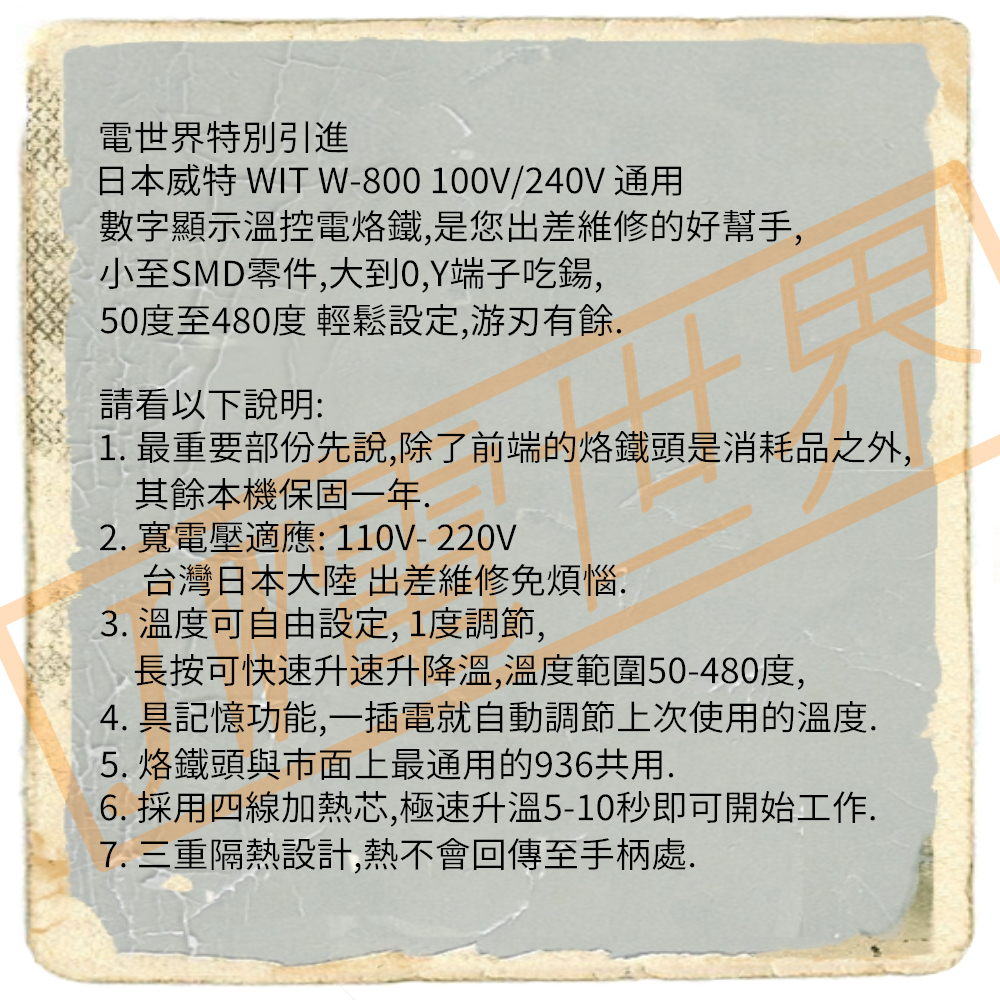 電世界特別引進
日本威特 WIT W-800 100V/240V 通用
數字顯示溫控電烙鐵,是您出差維修的好幫手,
小至SMD零件,大到0,Y端子吃錫,
50度至480度 輕鬆設定,游刃有餘.
請看以下說明:
1. 最重要部份先說,除了前端的烙鐵頭是消耗品之外,
其餘本機保固一年.
2. 寬電壓適應: 110V- 220V
台灣日本大陸 出差維修免煩惱.
3. 溫度可自由設定, 1度調節,
長按可快速升速升降溫,溫度範圍50-480度,
4. 具記憶功能,一插電就自動調節上次使用的溫度.
5. 烙鐵頭與市面上最通用的936共用.
6. 採用四線加熱芯,極速升溫5-10秒即可開始工作.
7. 三重隔熱設計,熱不會回傳至手柄處.
電世界